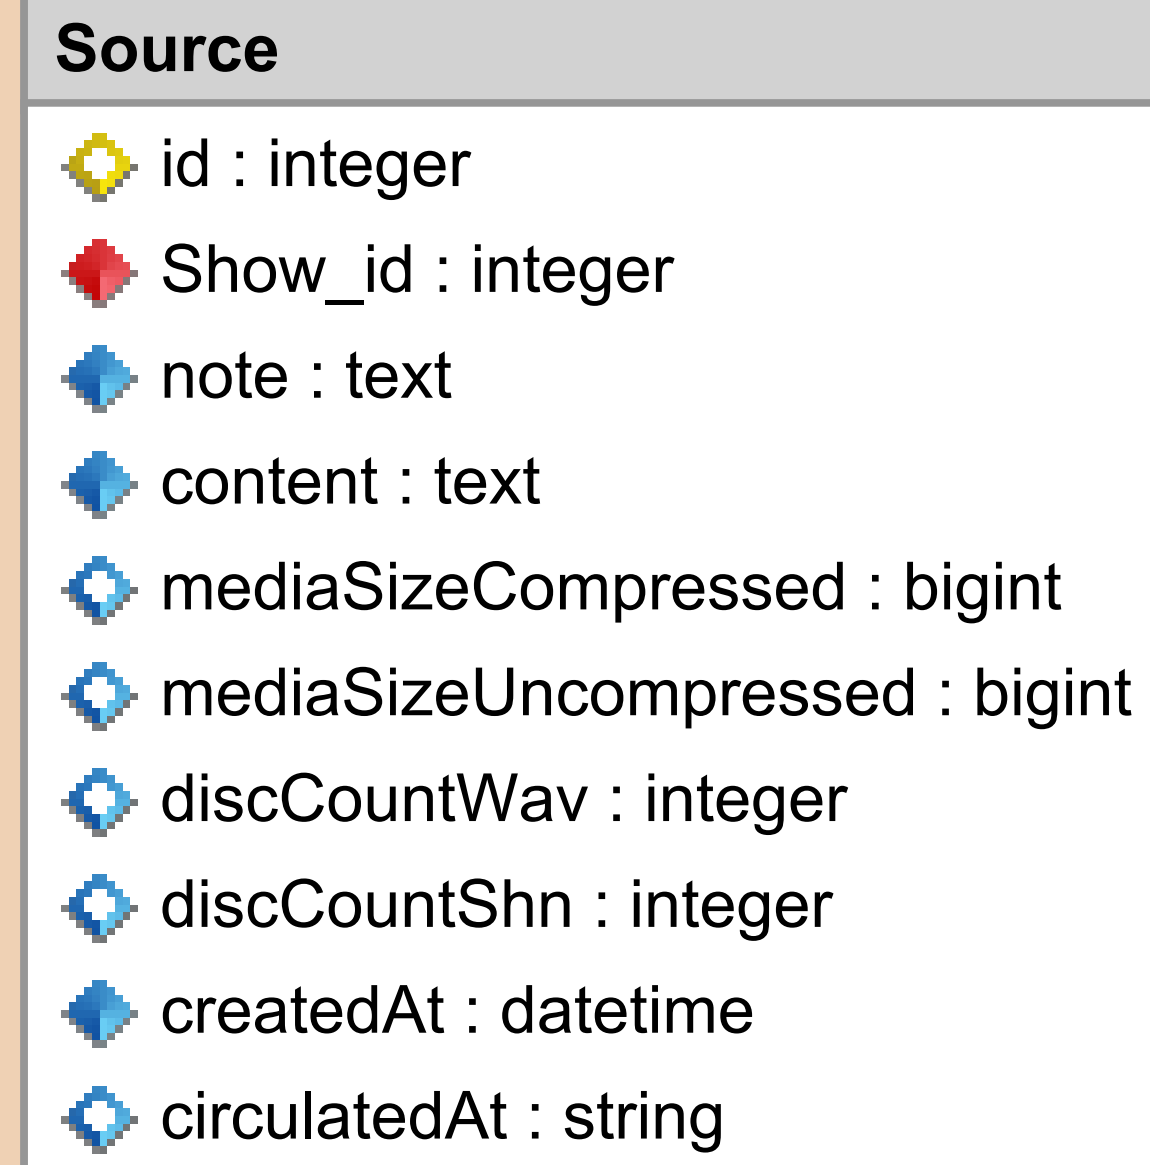 Source
id : integer
Show_id : integer
note : text
content : text
mediaSizeCompressed : bigint
mediaSizeUncompressed : bigint
discCountWav : integer
discCountShn : integer
createdAt : datetime
circulatedAt : string